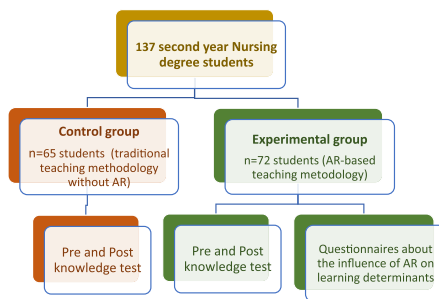 137 second year Nursing
degree students
Control group
n=65 students (traditional
teaching methodology
without AR)
Experimental group
n=72 students (AR-based
teaching metodology)
Pre and Post
knowledge test
Pre and Post
knowledge test
Questionnaires about
the influence of AR on
learning determinants